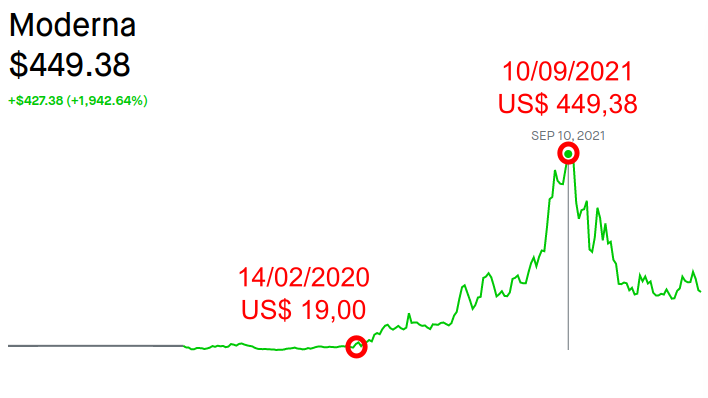 Moderna
$449.38
+$427.38 (+1,942.64%)
10/09/2021
US$ 449,38
SEP 10, 2021
14/02/2020
US$ 19,00